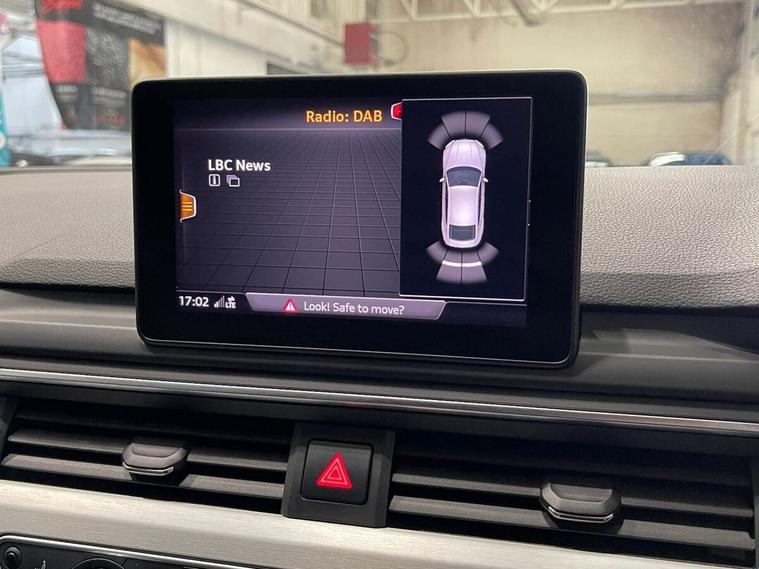 Radio: DAB
LBC News
17:02 LTE
Look! Safe to move?